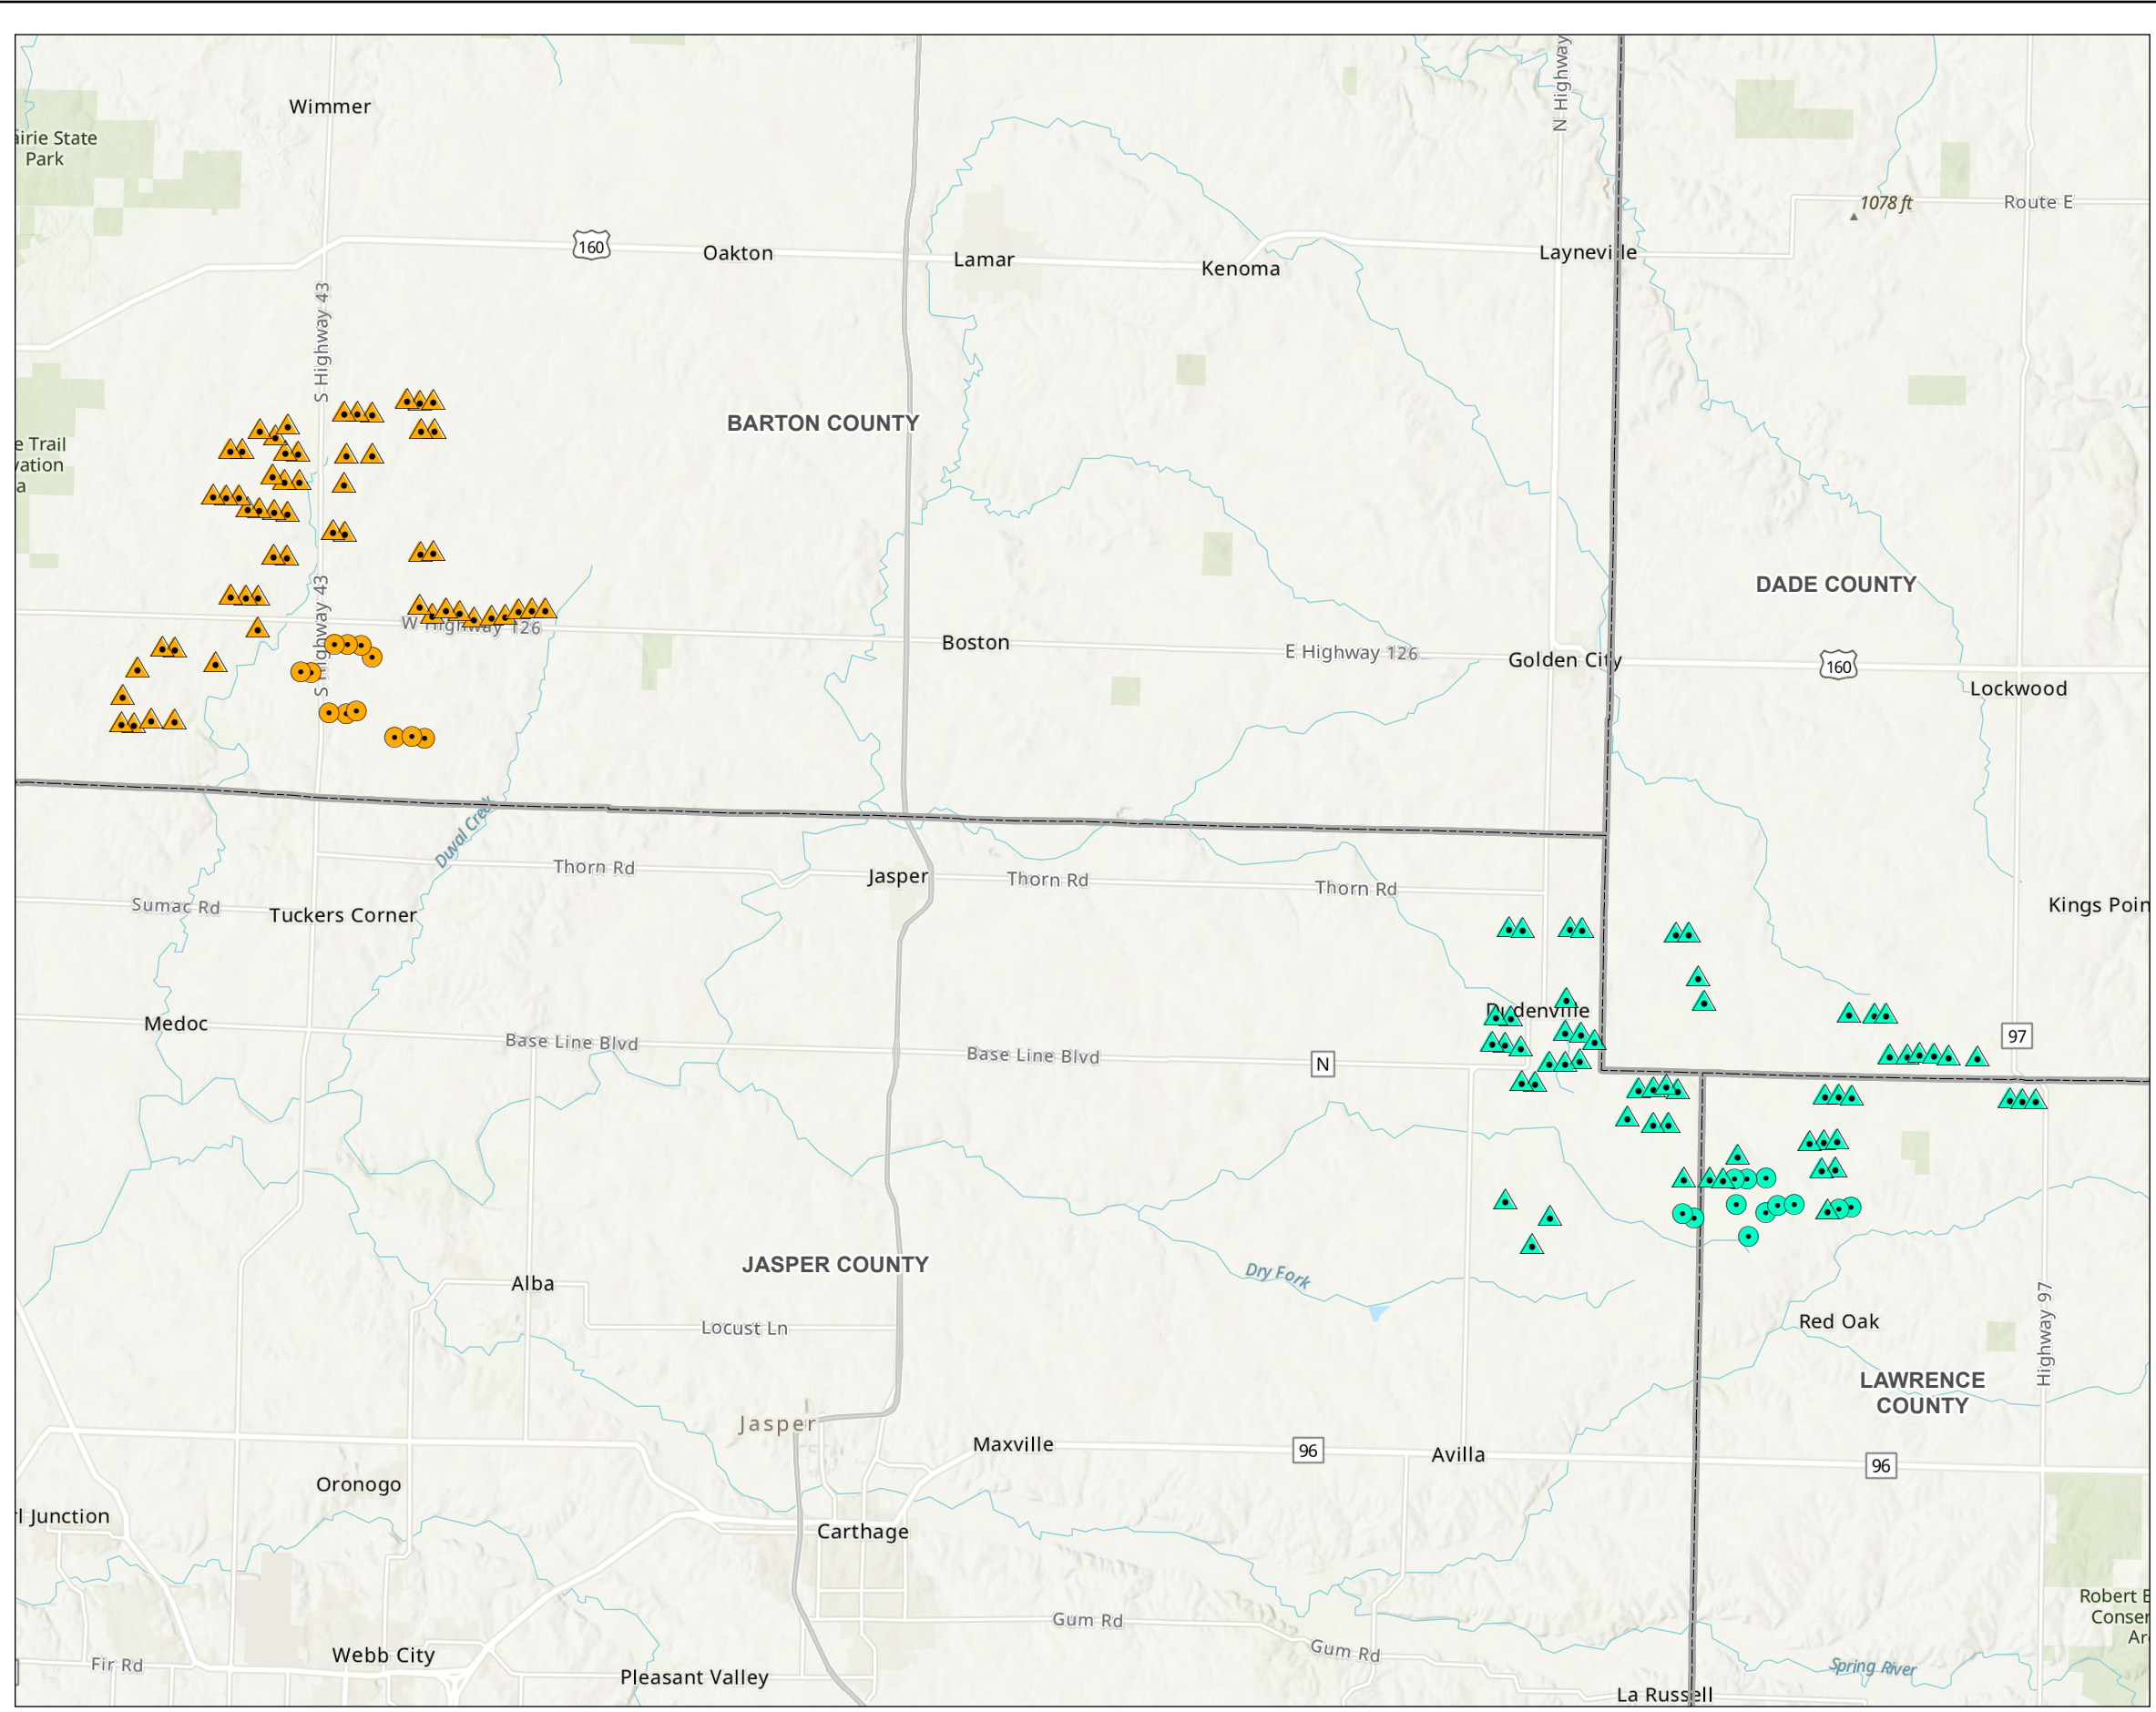 N Highway
Wimmer
airie State
Park
1078 ft
Route E
160
Oakton
Lamar
Kenoma
Layneville
S Highway 43
BARTON COUNTY
e Trail
vation
a
DADE COUNTY
S Highway 43
W Highway 126
Boston
E Highway 126
Golden City
160
Lockwood
Duval Creek
Thorn Rd
Jasper
Thorn Rd
Thorn Rd
Sumac Rd
Tuckers Corner
Kings Poin
Medoc
Dudenville
Base Line Blvd
Base Line Blvd
N
97
JASPER COUNTY
Alba
Dry Fork
Locust Ln
Red Oak
Highway 97
LAWRENCE
COUNTY
Jasper
Maxville
96
Avilla
96
Oronogo
rl Junction
Carthage
Robert E
Conser
Ar
Gum Rd
Gum Rd
Webb City
Fir Rd
Pleasant Valley
Spring River
La Russell